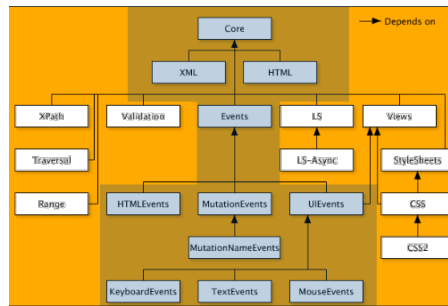 Core
Depends on
XML
HTML
XPath
Validation
Events
LS
Views
Traversal
LS-Async
StyleSheets
Range
HTMLEvents
MutationEvents
UIEvents
CSS
MutationNameEvents
CSS2
KeyboardEvents
TextEvents
MouseEvents